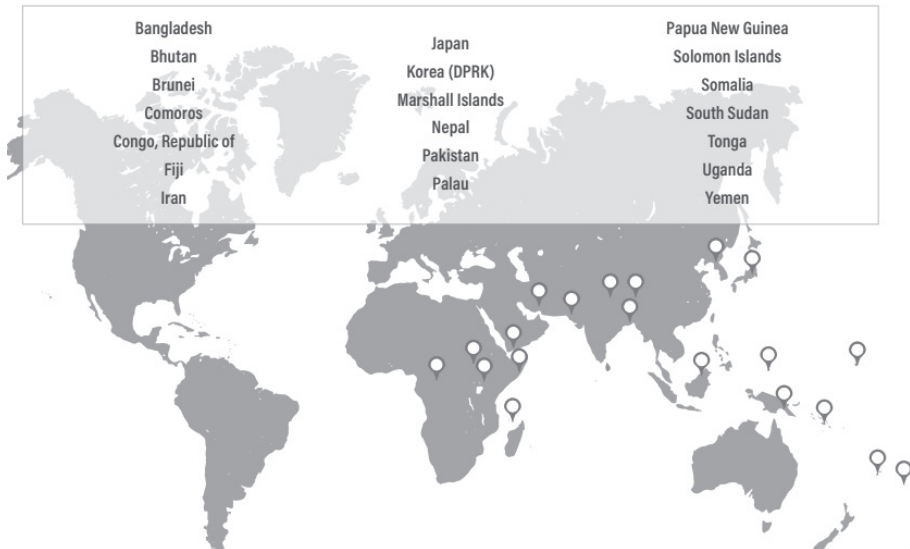 Bangladesh
Bhutan
Brunei
Comoros
Congo, Republic of
Fiji
Iran
Japan
Korea (DPRK)
Marshall Islands
Nepal
Pakistan
Palau
Papua New Guinea
Solomon Islands
Somalia
South Sudan
Tonga
Uganda
Yemen